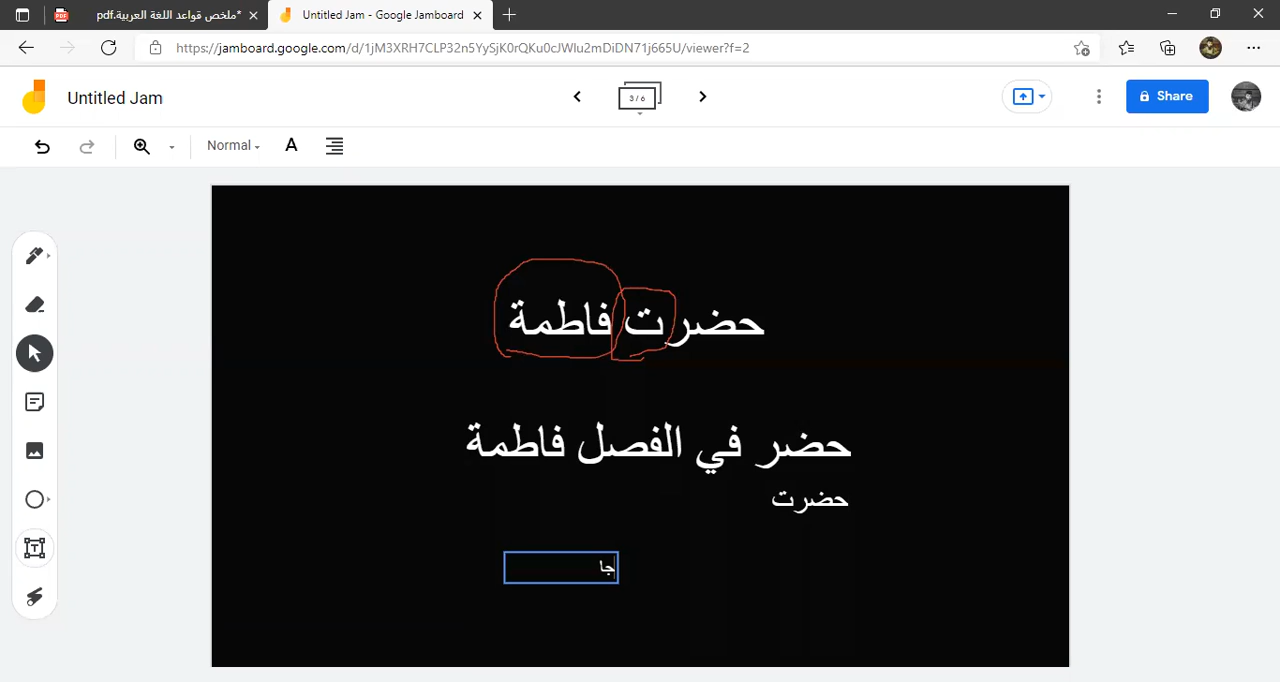 ملخص قواعد اللغة العربية.pdf*
Untitled Jam - Google Jamboard
https://jamboard.google.com/d/1jM3XRH7CLP32n5YySjK0rQKu0cJWlu2mDiDN71j665U/viewer?f=2
Untitled Jam
3 / 6
Share
Normal
حضرت فاطمة
حضر في الفصل فاطمة
حضرت
جا